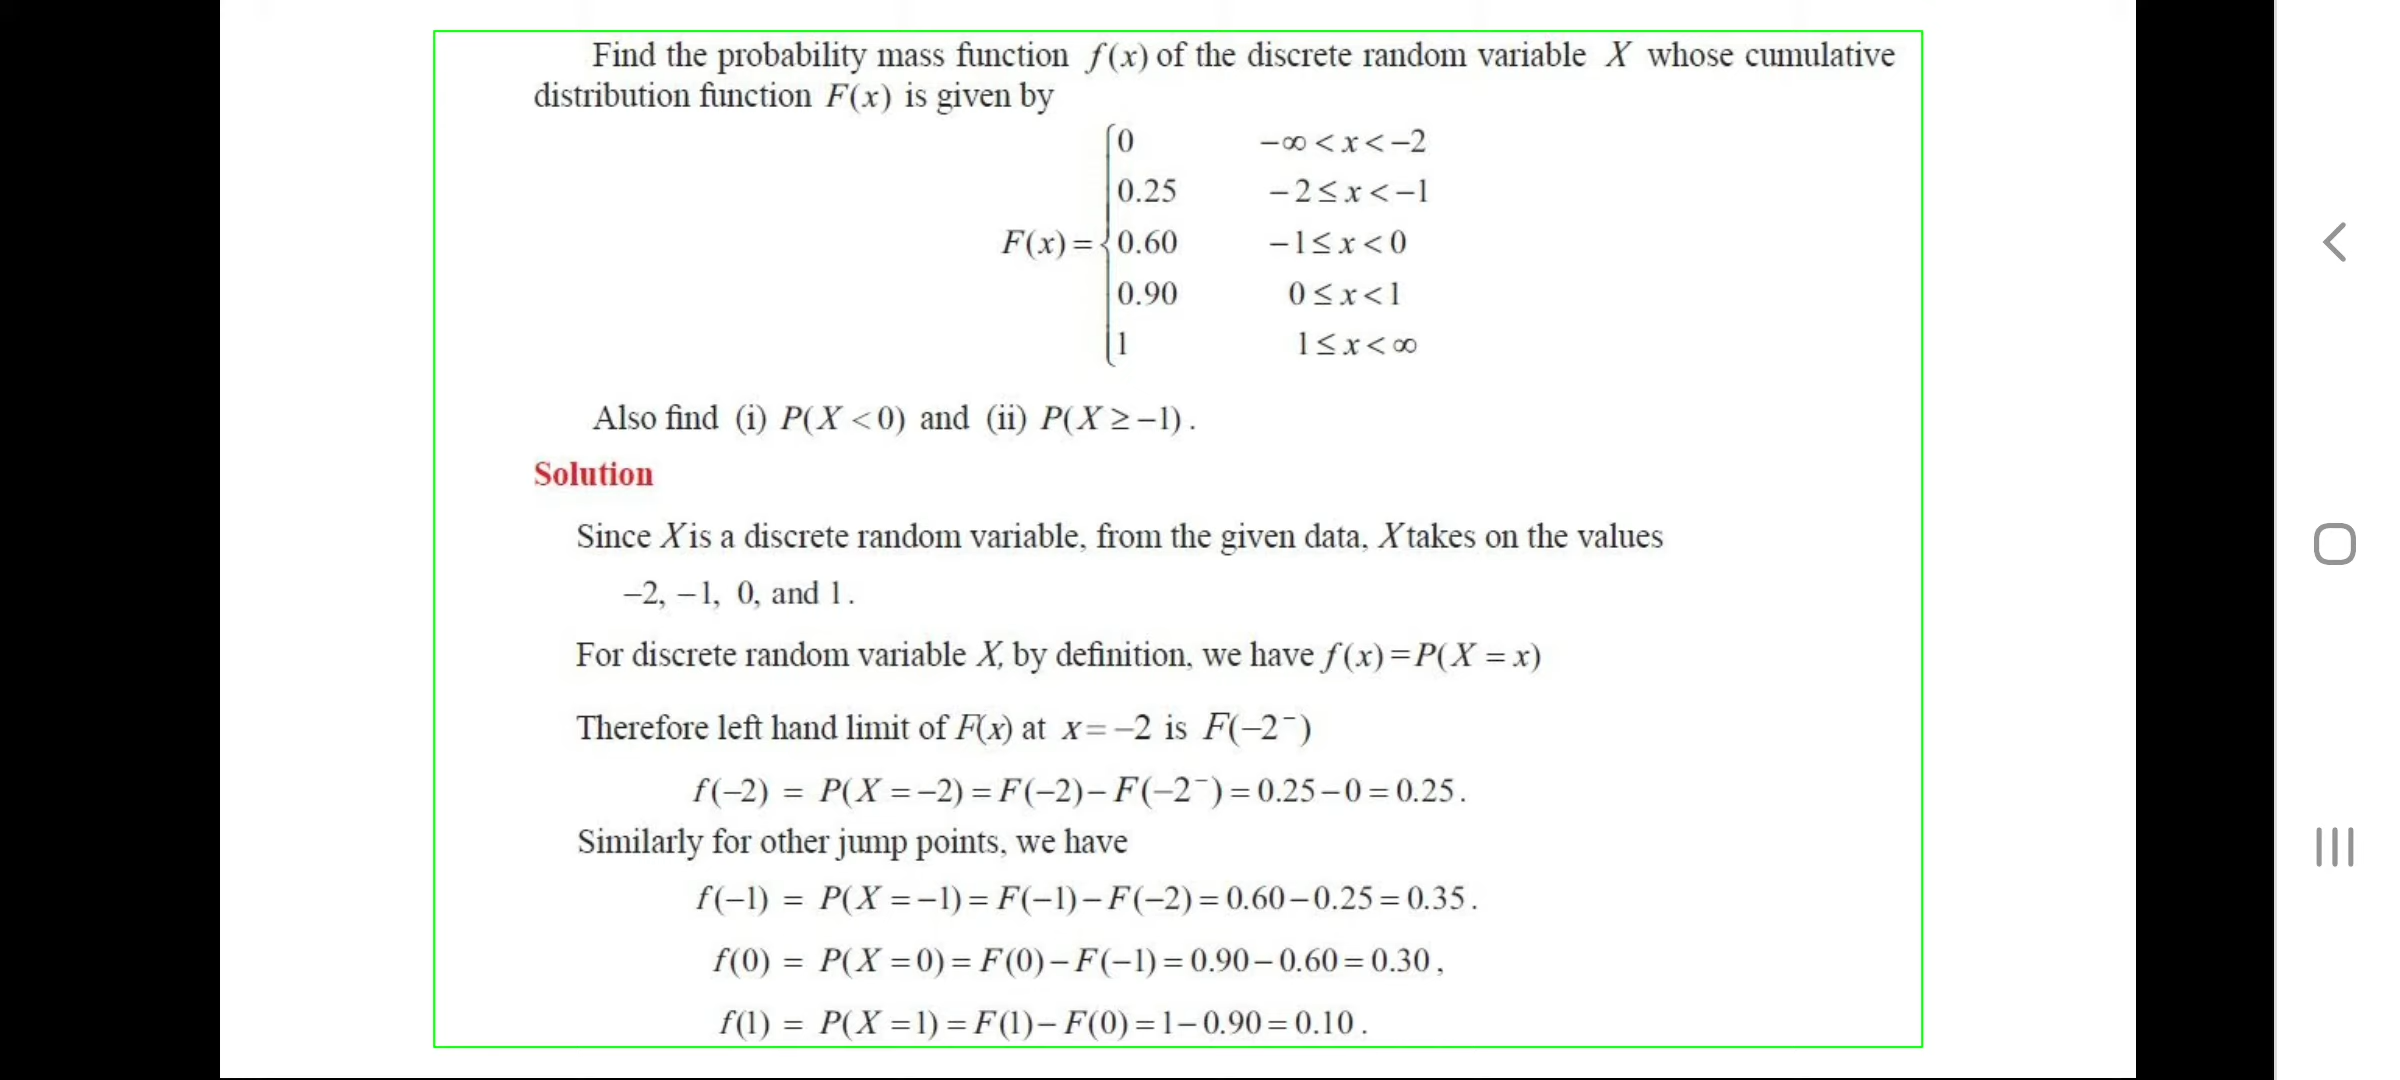 Find the probability mass function f(x) of the discrete random variable X whose cumulative
distribution function F(x) is given by
0 −∞ < x < −2
0.25 −2 ≤ x < −1
F(x) = { 0.60 −1 ≤ x < 0
0.90 0 ≤ x < 1
1 1 ≤ x < ∞
Also find (i) P(X < 0) and (ii) P(X ≥ −1).
Solution
Since X is a discrete random variable, from the given data, X takes on the values
−2, −1, 0, and 1.
For discrete random variable X, by definition, we have f(x) = P(X = x)
Therefore left hand limit of F(x) at x = −2 is F(−2⁻)
f(−2) = P(X = −2) = F(−2) − F(−2⁻) = 0.25 − 0 = 0.25.
Similarly for other jump points, we have
f(−1) = P(X = −1) = F(−1) − F(−2) = 0.60 − 0.25 = 0.35.
f(0) = P(X = 0) = F(0) − F(−1) = 0.90 − 0.60 = 0.30,
f(1) = P(X = 1) = F(1) − F(0) = 1 − 0.90 = 0.10.